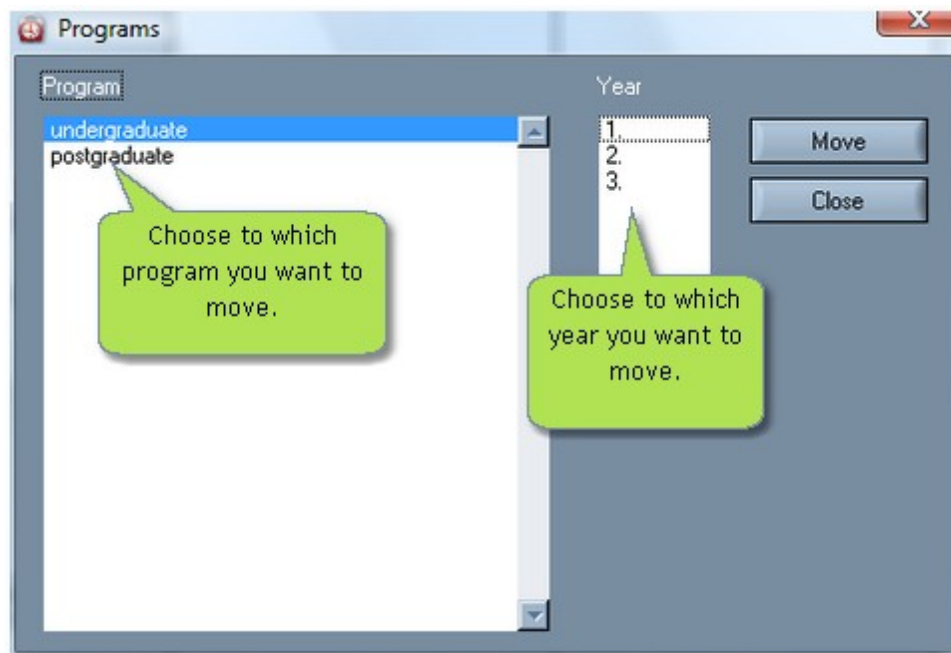 Programs
X
Program
undergraduate
postgraduate
Choose to which
program you want to
move.
Year
1.
2.
3.
Choose to which
year you want to
move.
Move
Close